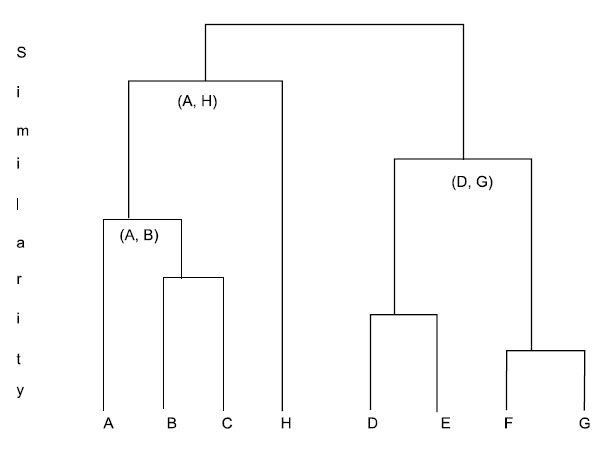 S
i
m
i
l
a
r
i
t
y
(A, H)
(D, G)
(A, B)
A B C H D E F G